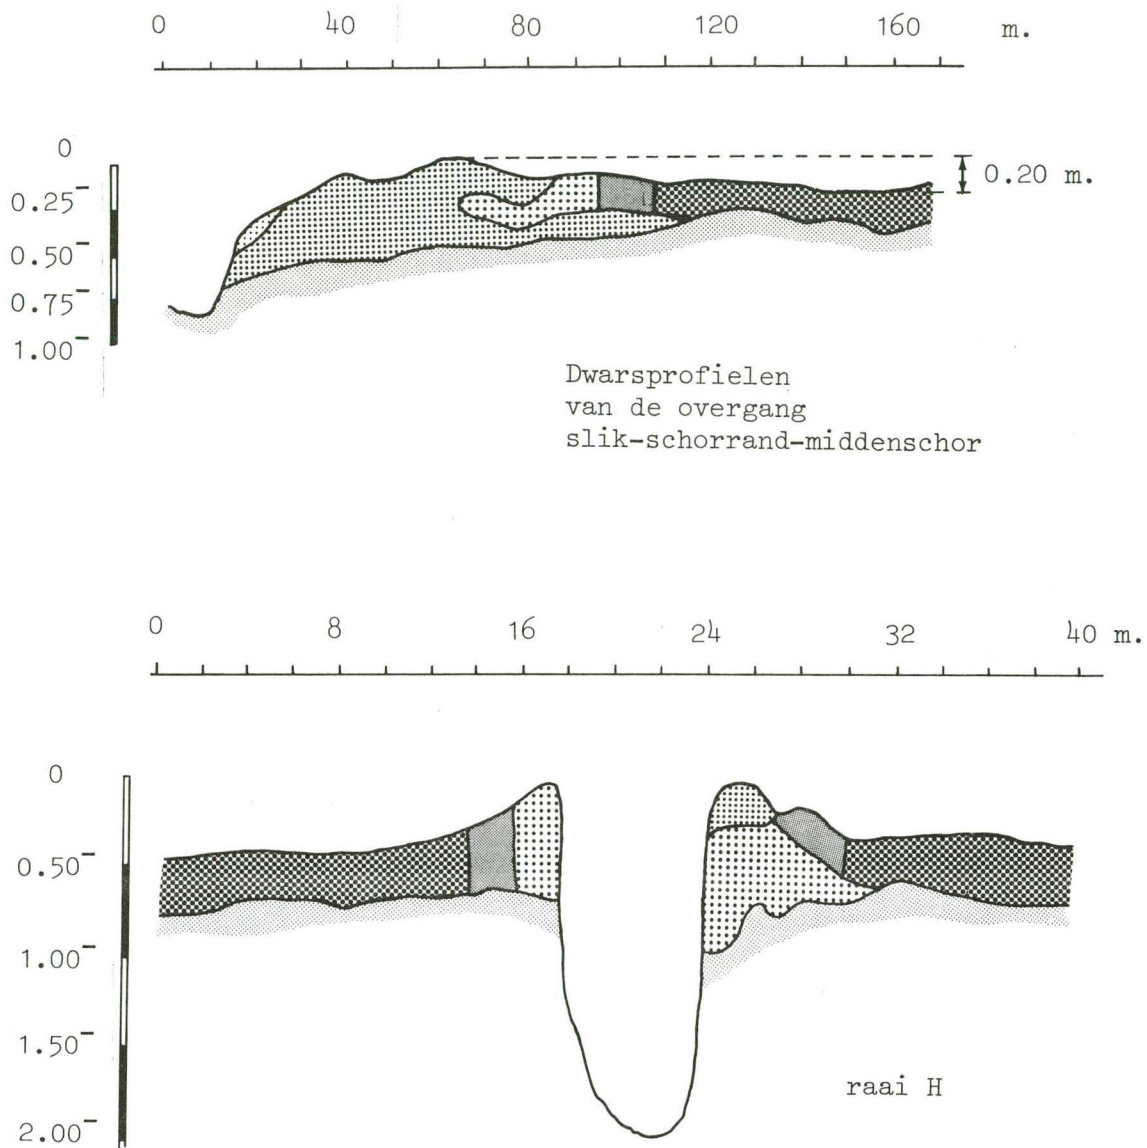 0 40 80 120 160 m.
0
0.25
0.50
0.75
1.00
0.20 m.
Dwarsprofielen
van de overgang
slik-schorrand-middenschor
0 8 16 24 32 40 m.
0
0.50
1.00
1.50
2.00
raai H